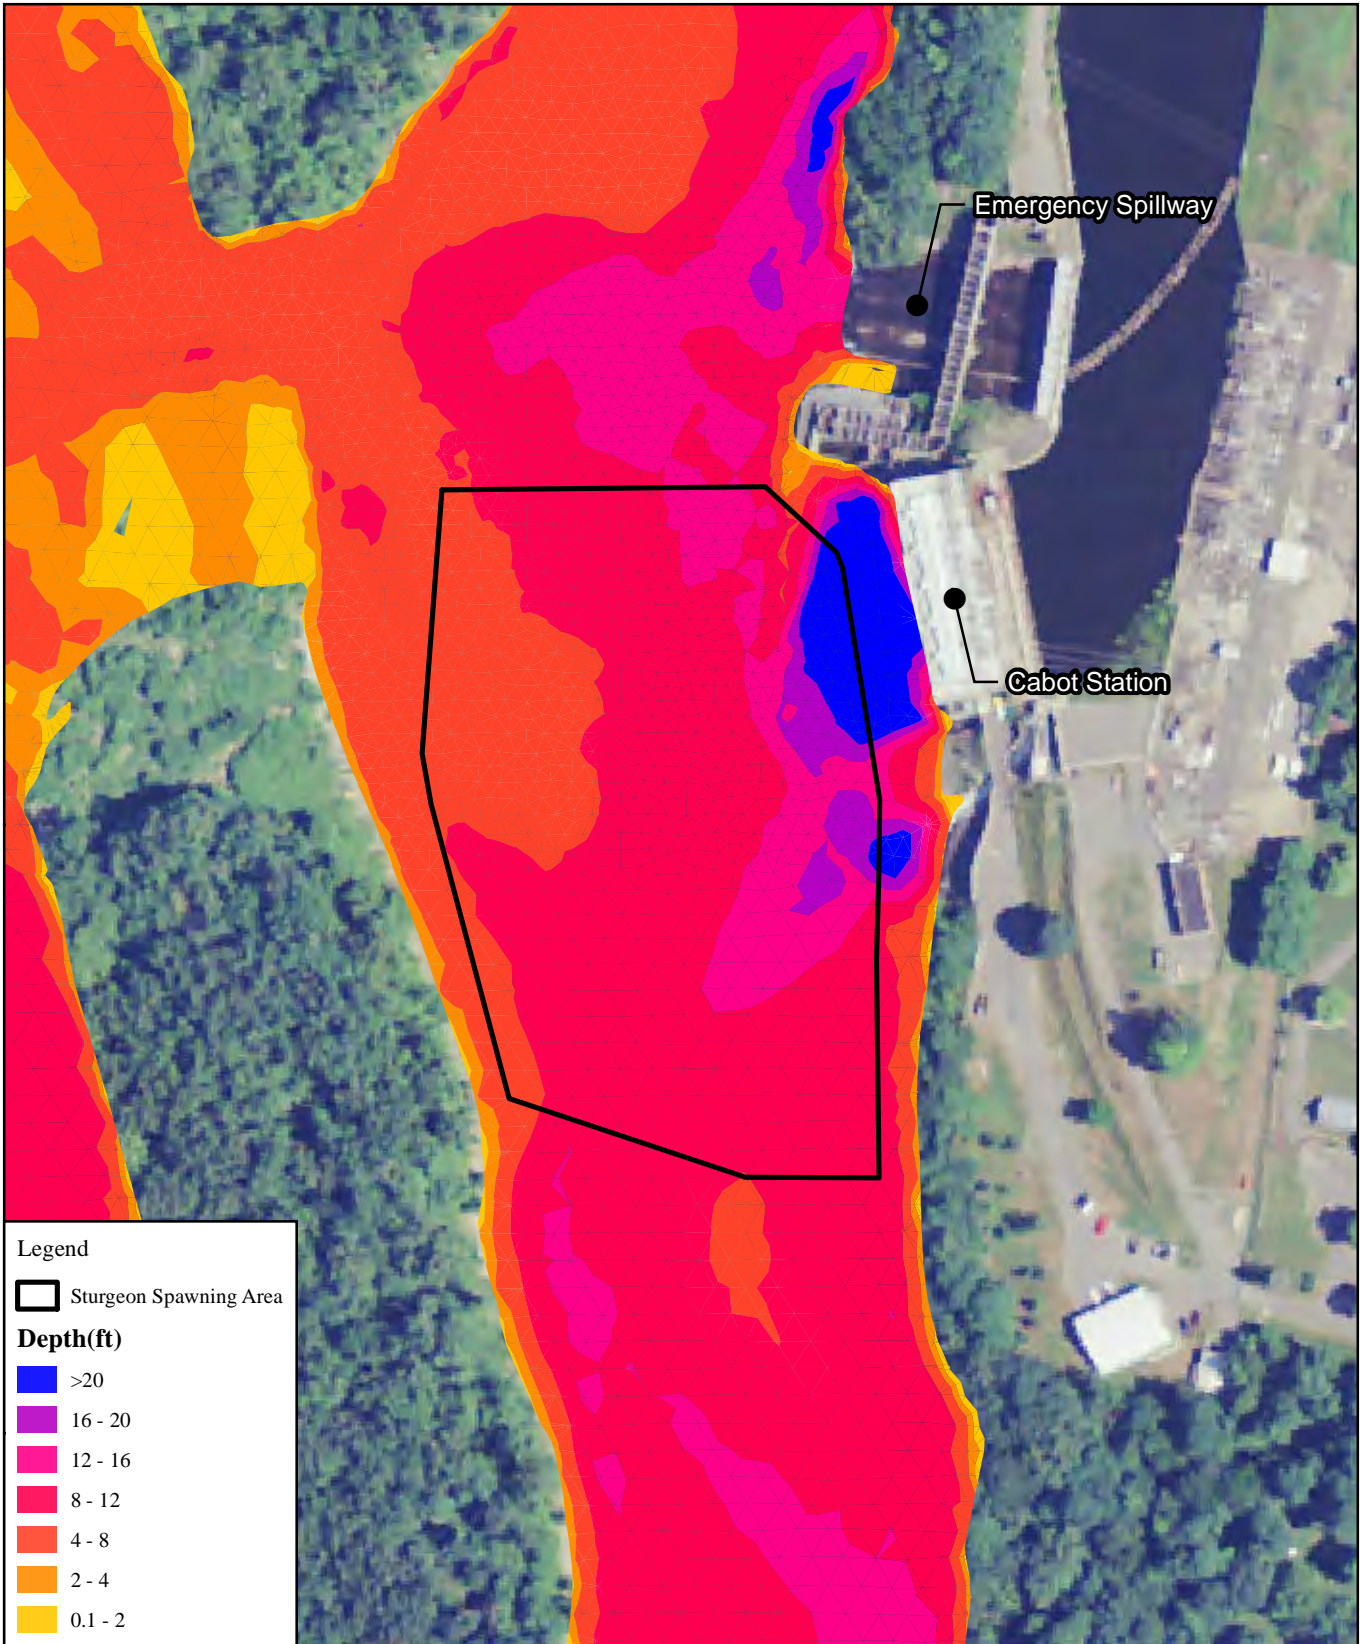 Emergency Spillway
Cabot Station
Legend
Sturgeon Spawning Area
Depth(ft)
>20
16 - 20
12 - 16
8 - 12
4 - 8
2 - 4
0.1 - 2